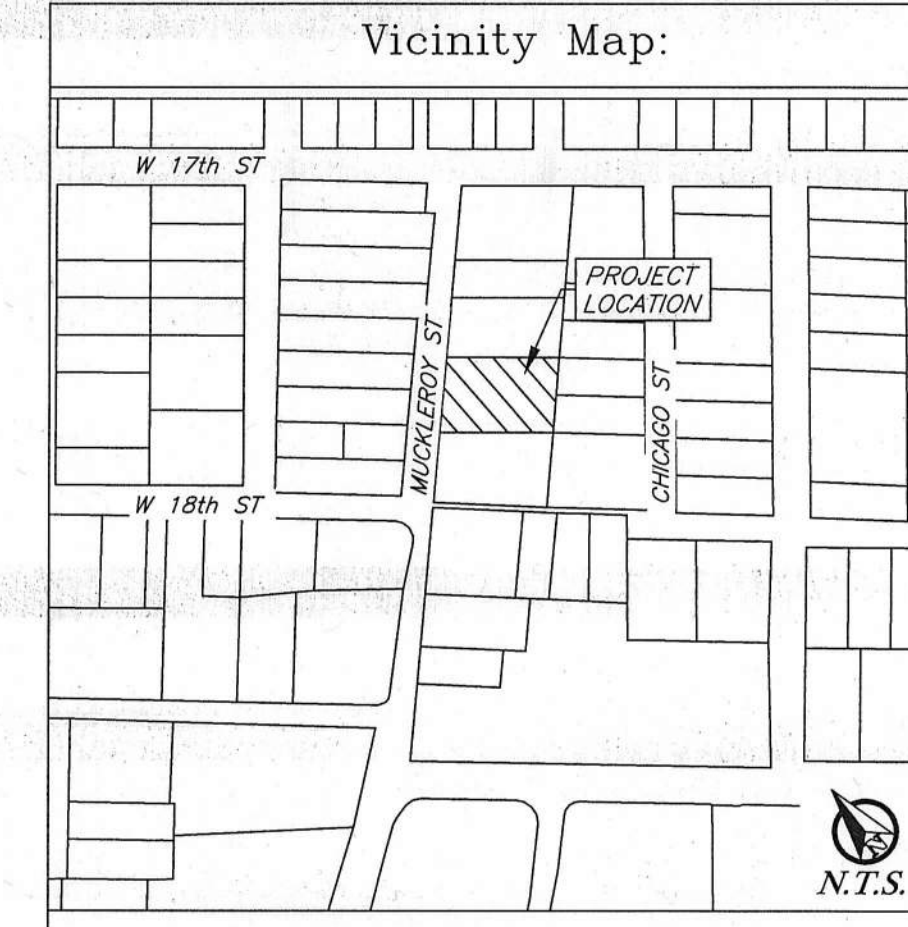 Vicinity Map:
W 17th ST
PROJECT
LOCATION
MUCKLEROY ST
CHICAGO ST
W 18th ST
N
N.T.S.